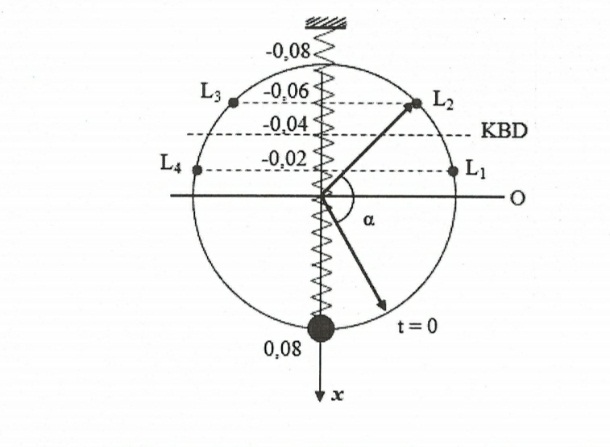 -0,08
L3 -0,06 L2
-0,04 KBD
L4 -0,02 L1
O
α
t = 0
0,08
x